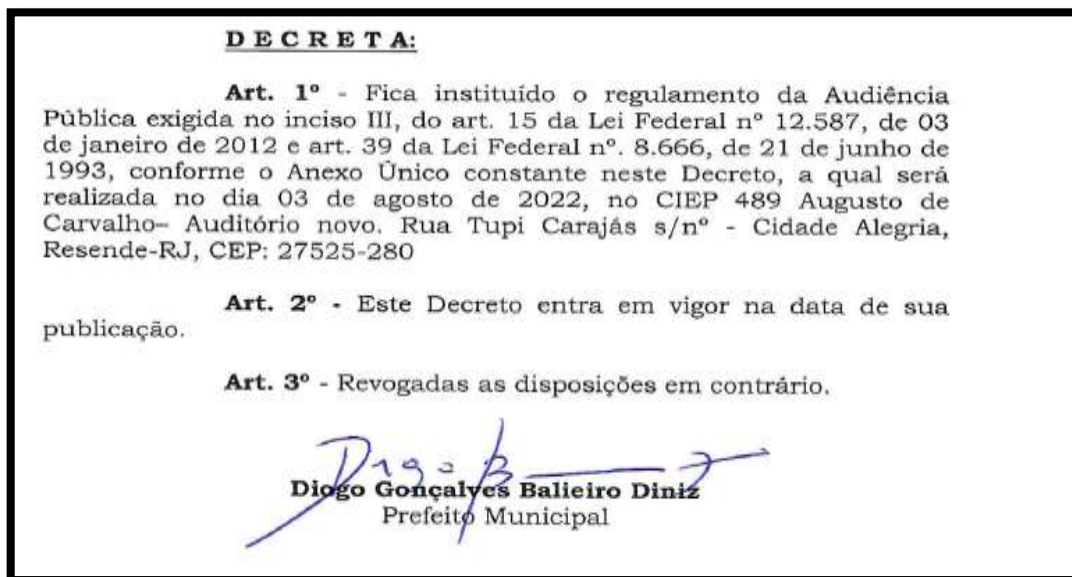 D E C R E T A:
Art. 1º - Fica instituído o regulamento da Audiência
Pública exigida no inciso III, do art. 15 da Lei Federal nº 12.587, de 03
de janeiro de 2012 e art. 39 da Lei Federal nº. 8.666, de 21 de junho de
1993, conforme o Anexo Único constante neste Decreto, a qual será
realizada no dia 03 de agosto de 2022, no CIEP 489 Augusto de
Carvalho– Auditório novo. Rua Tupi Carajás s/nº - Cidade Alegria,
Resende-RJ, CEP: 27525-280
Art. 2º - Este Decreto entra em vigor na data de sua
publicação.
Art. 3º - Revogadas as disposições em contrário.
Diogo Gonçalves Balieiro Diniz
Prefeito Municipal